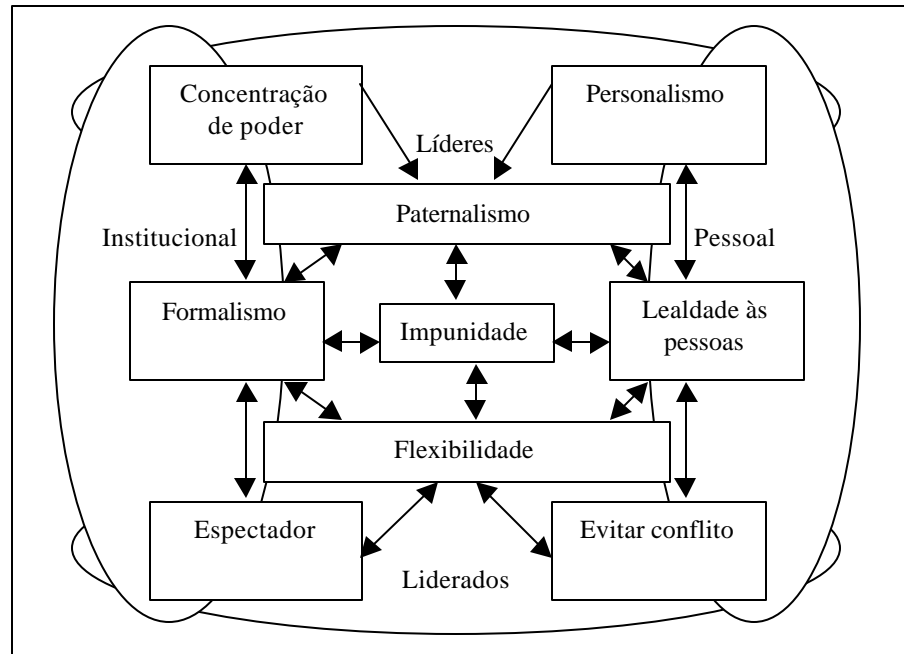 Concentração
de poder
Personalismo
Líderes
Paternalismo
Institucional
Pessoal
Formalismo
Impunidade
Lealdade às
pessoas
Flexibilidade
Espectador
Evitar conflito
Liderados